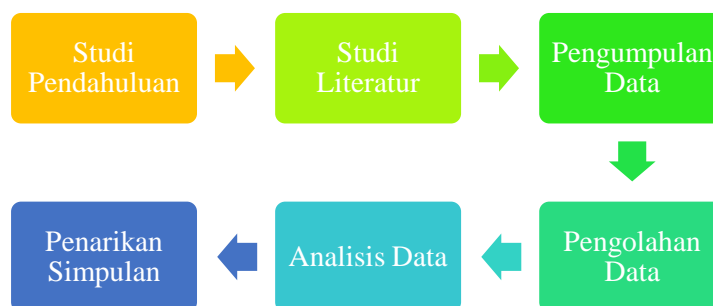 Studi
Pendahuluan
Studi
Literatur
Pengumpulan
Data
Pengolahan
Data
Analisis Data
Penarikan
Simpulan